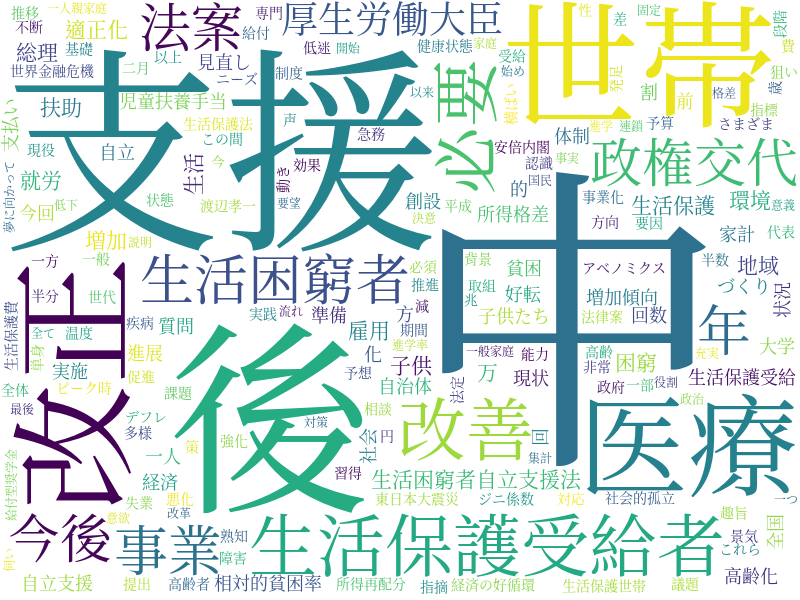 推移
専門
一人親家庭
不断
適正化
給付
総理
基礎
以上
見直し
世界金融危機
二月
ニーズ
扶助
児童扶養手当
支払い
生活保護法
この間
現役
自立
就労
状態
渡辺孝一
夢に向かって
今回
低下
増加
説明
法案
厚生労働大臣
低迷
健康状態
家庭
開始
制度
受給
始め
声
急務
横ばい
効果
今
動き
要望
生活
支援
必要
世帯
性
差
固定
段階
費
狙い
発足
格差
歳
指標
割
前
さまざま
以来
進学
連鎖
予算
安倍内閣
体制
認識
事実
国民
政権交代
創設
的
事業化
意義
決意
平成
所得格差
方向
要因
生活保護
環境
代表
家計
中
背景
貧困
アベノミクス
半数
地域
必須
推進
取組
兆
好転
増加傾向
づくり
状況
子供たち
法律案
回数
年
一方
一般
改正
生活困窮者
生活保護費
半分
世代
全て
温度
疾病
質問
単身
実施
進展
全体
ピーク時
促進
最後
デフレ
課題
多様
後
実践
流れ
減
準備
方
雇用
期間
進学率
一般家庭
能力
高齢
非常
困窮
充実
大学
化
予想
子供
万
現状
法定
政府
一部
役割
生活保護受給
自治体
政治
医療
改善
相談
対策
社会
回
円
集計
策
強化
一人
経済
給付型奨学金
失業
悪化
改革
意欲
何い
今後
事業
熟知
障害
習得
生活困窮者自立支援法
東日本大震災
ジニ係数
対応
社会的孤立
一つ
趣旨
全国
景気
これら
生活保護受給者
高齢化
自立支援
提出
高齢者
相対的貧困率
所得再配分
指摘
経済の好循環
生活保護世帯
議題